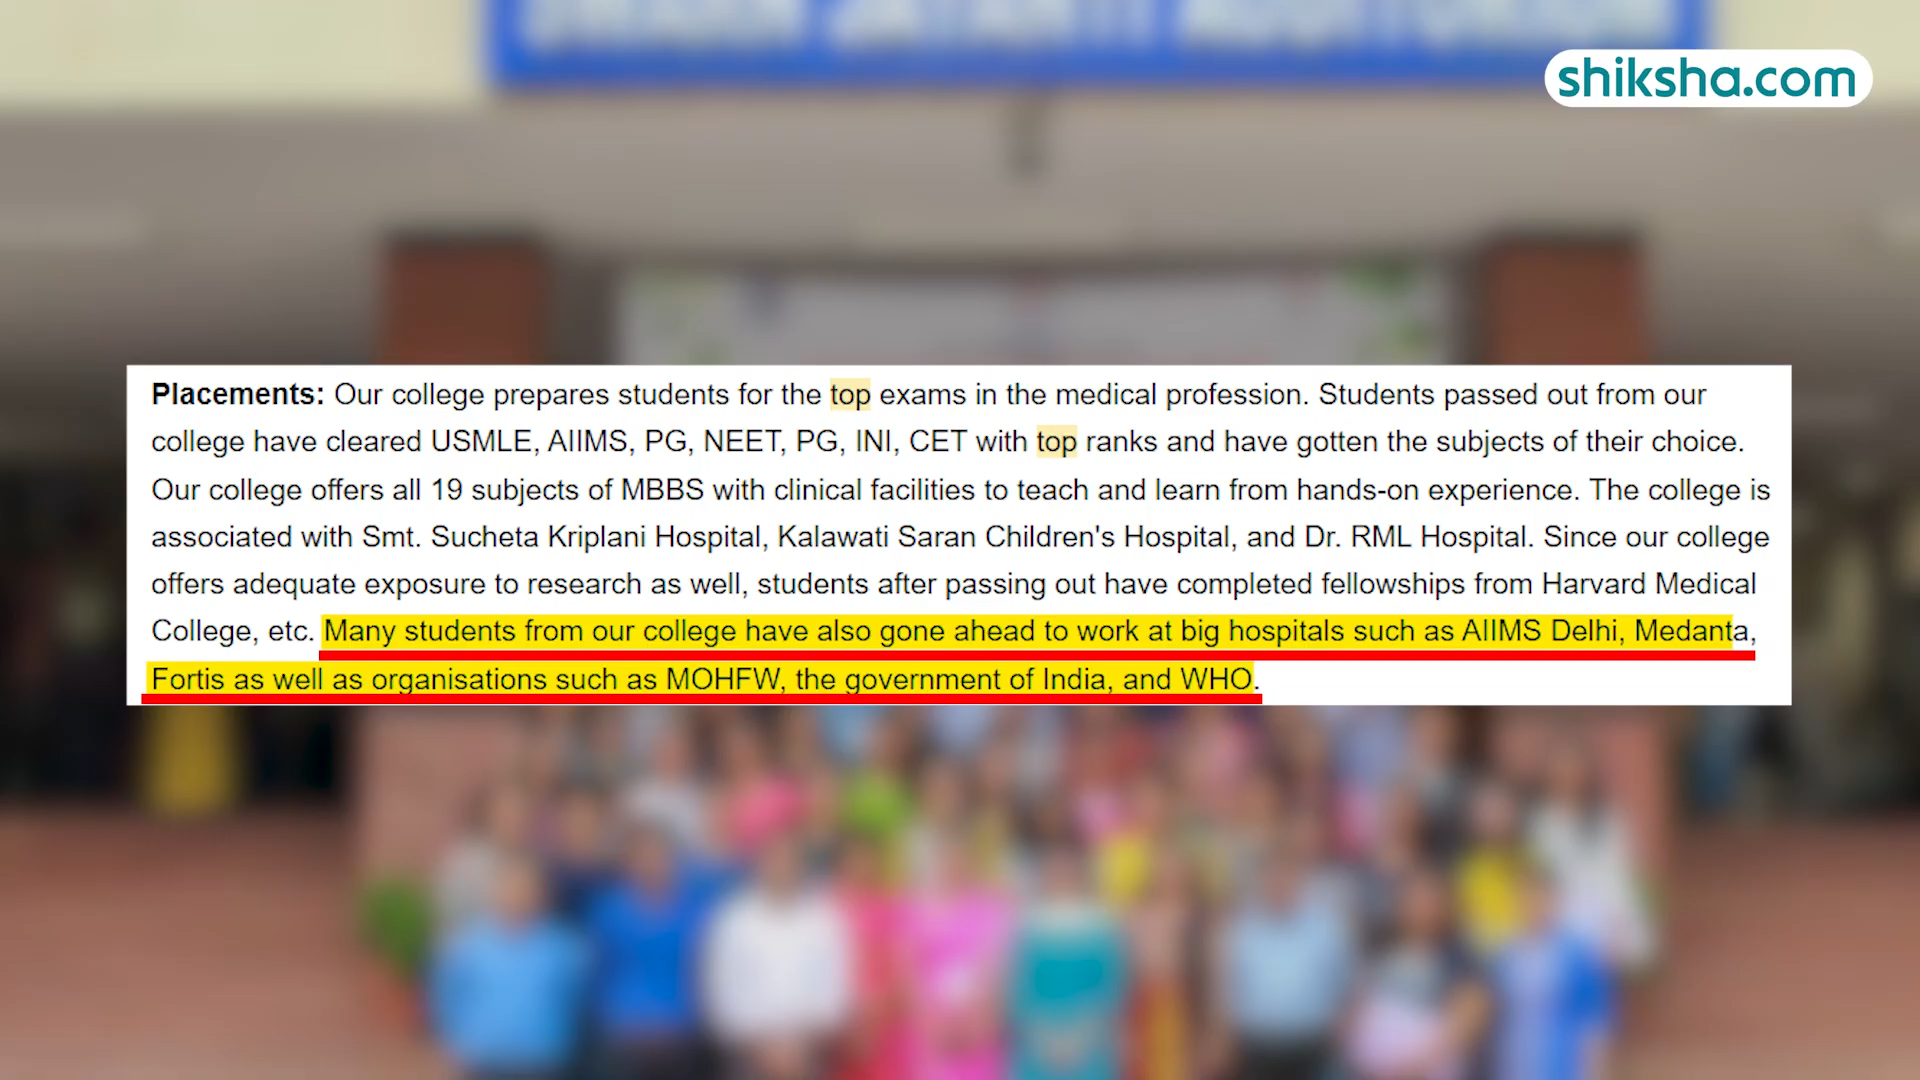 shiksha.com
Placements: Our college prepares students for the top exams in the medical profession. Students passed out from our
college have cleared USMLE, AIIMS, PG, NEET, PG, INI, CET with top ranks and have gotten the subjects of their choice.
Our college offers all 19 subjects of MBBS with clinical facilities to teach and learn from hands-on experience. The college is
associated with Smt. Sucheta Kriplani Hospital, Kalawati Saran Children's Hospital, and Dr. RML Hospital. Since our college
offers adequate exposure to research as well, students after passing out have completed fellowships from Harvard Medical
College, etc. Many students from our college have also gone ahead to work at big hospitals such as AIIMS Delhi, Medanta,
Fortis as well as organisations such as MOHFW, the government of India, and WHO.